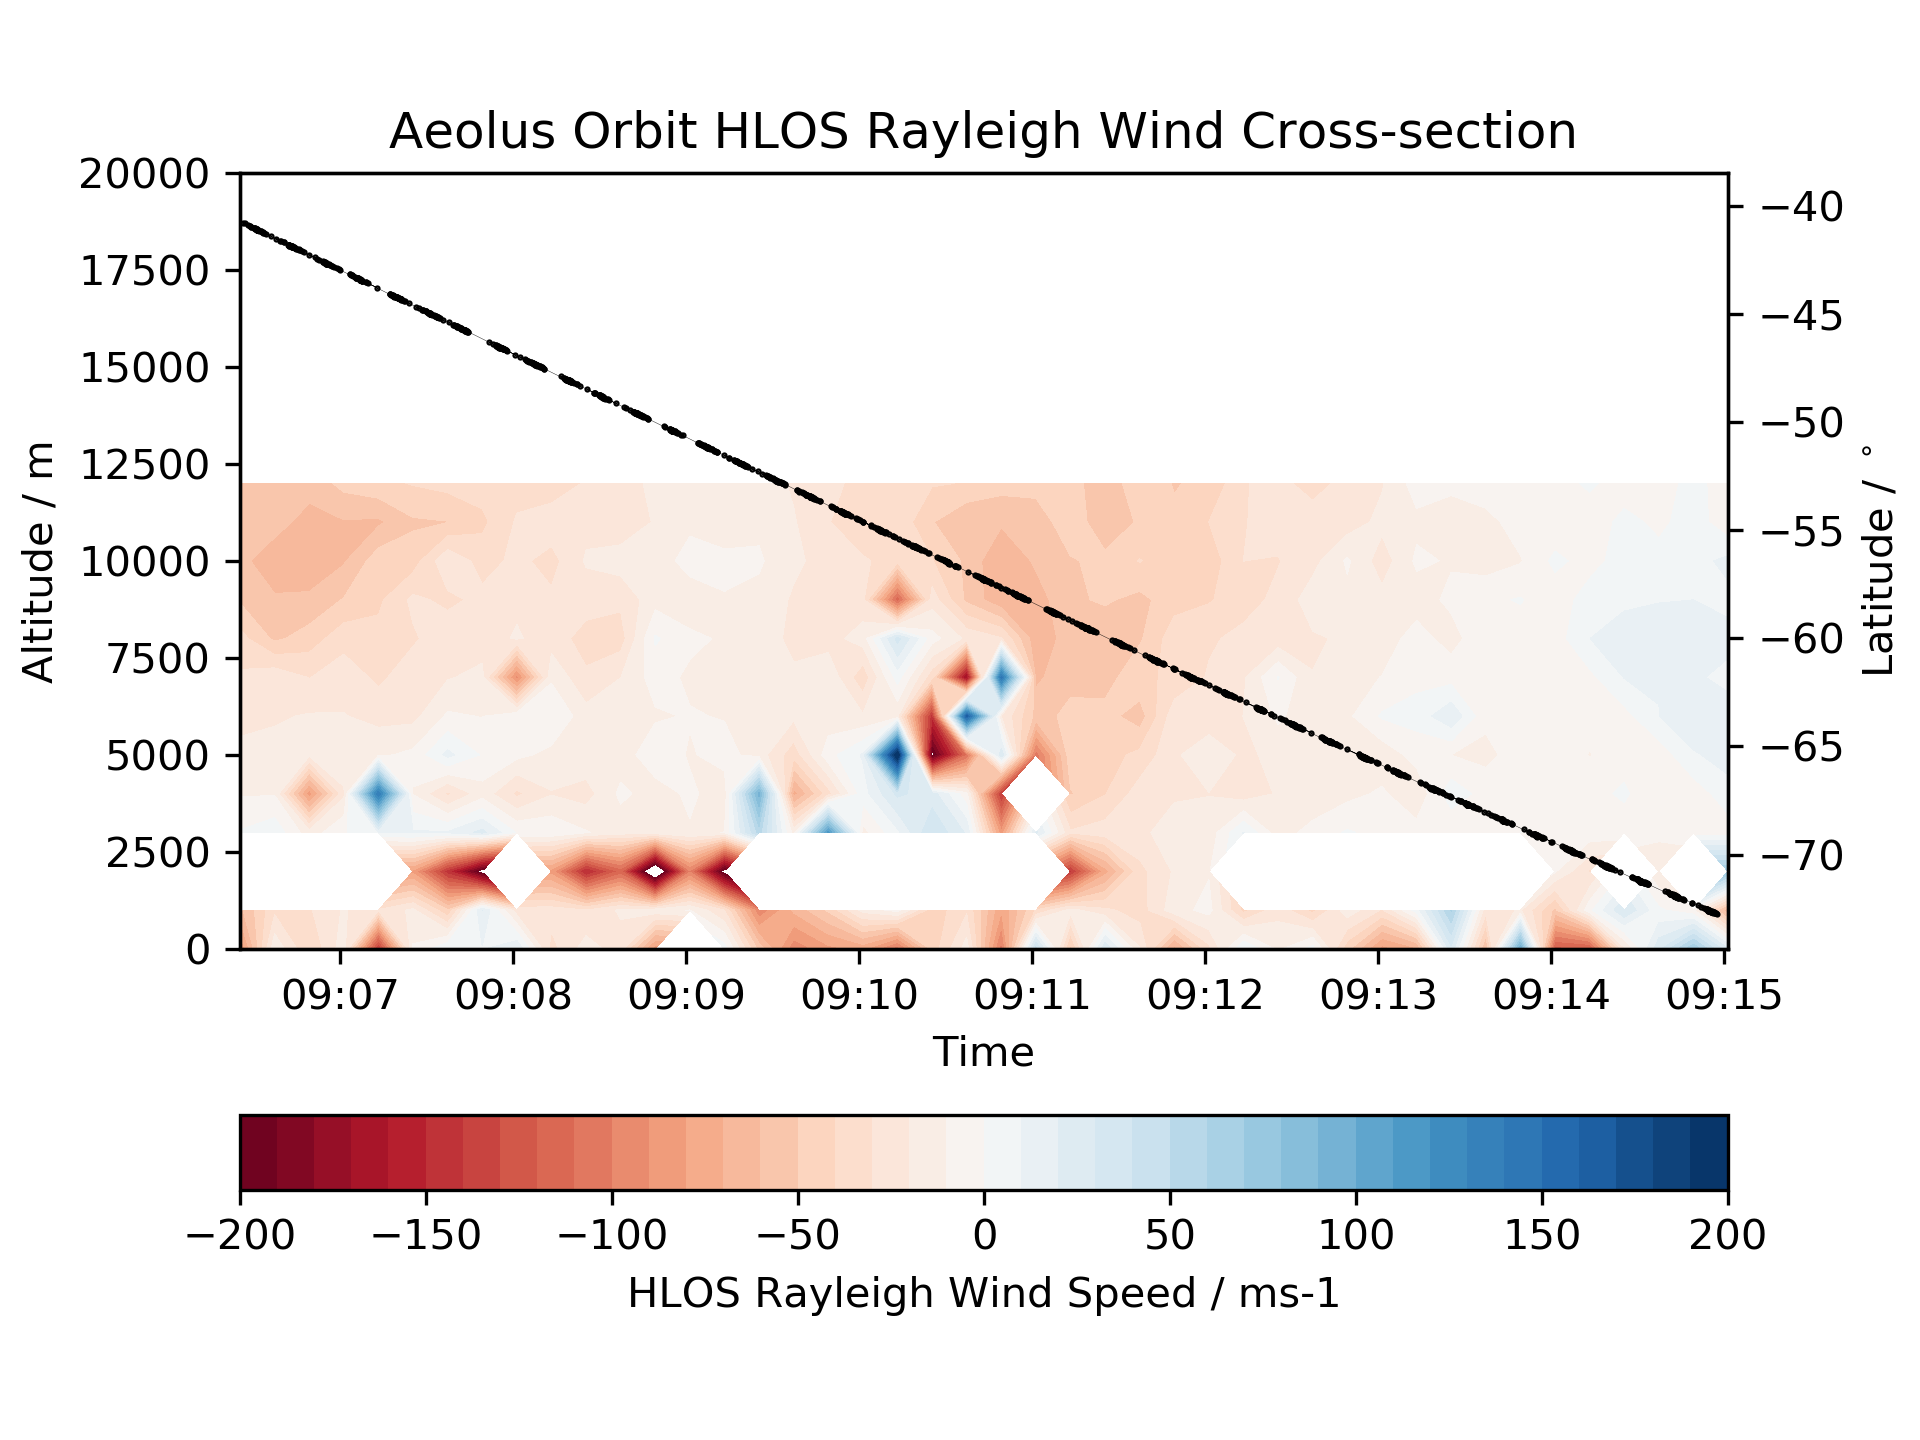 Aeolus Orbit HLOS Rayleigh Wind Cross-section
20000
17500
15000
12500
10000
7500
5000
2500
0
Altitude / m
−40
−45
−50
−55
−60
−65
−70
Latitude / °
09:07 09:08 09:09 09:10 09:11 09:12 09:13 09:14 09:15
Time
−200 −150 −100 −50 0 50 100 150 200
HLOS Rayleigh Wind Speed / ms-1